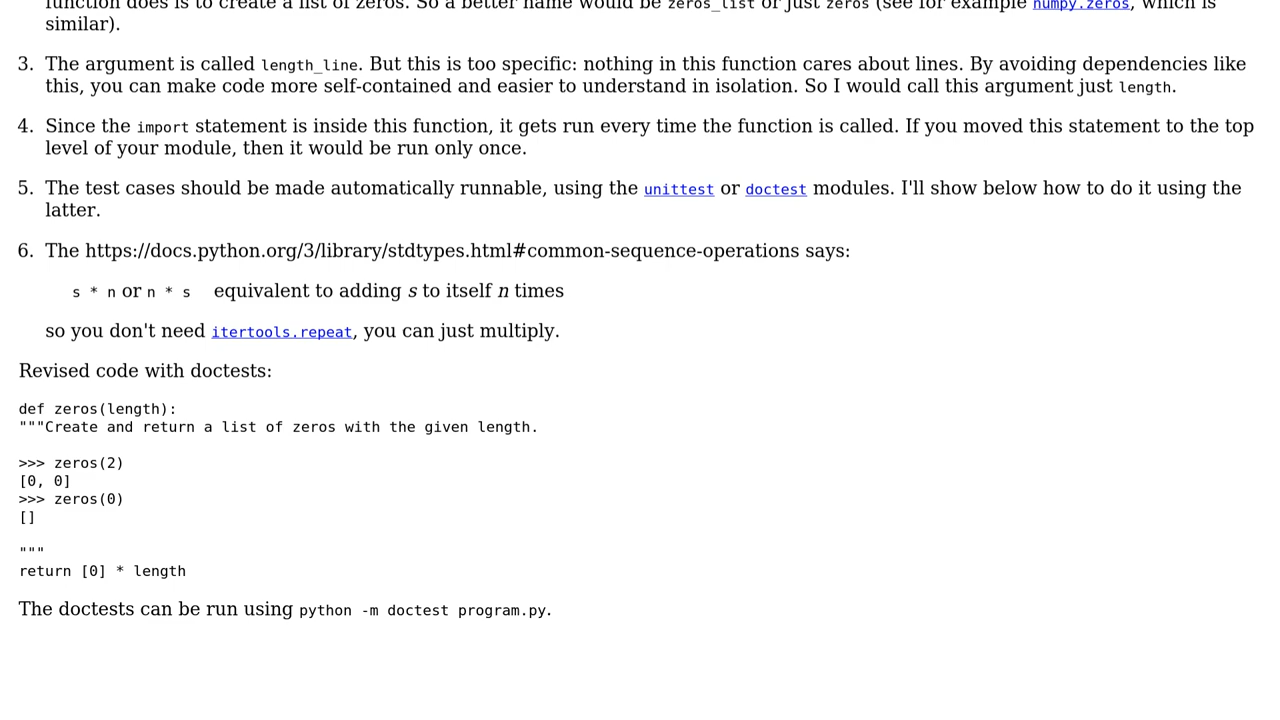 function does is to create a list of zeros. So a better name would be zeros_list or just zeros (see for example numpy.zeros, which is
similar).
3. The argument is called length_line. But this is too specific: nothing in this function cares about lines. By avoiding dependencies like
this, you can make code more self-contained and easier to understand in isolation. So I would call this argument just length.
4. Since the import statement is inside this function, it gets run every time the function is called. If you moved this statement to the top
level of your module, then it would be run only once.
5. The test cases should be made automatically runnable, using the unittest or doctest modules. I'll show below how to do it using the
latter.
6. The https://docs.python.org/3/library/stdtypes.html#common-sequence-operations says:
s * n or n * s equivalent to adding s to itself n times
so you don't need itertools.repeat, you can just multiply.
Revised code with doctests:
def zeros(length):
"""Create and return a list of zeros with the given length.
>>> zeros(2)
[0, 0]
>>> zeros(0)
[]
"""
return [0] * length
The doctests can be run using python -m doctest program.py.